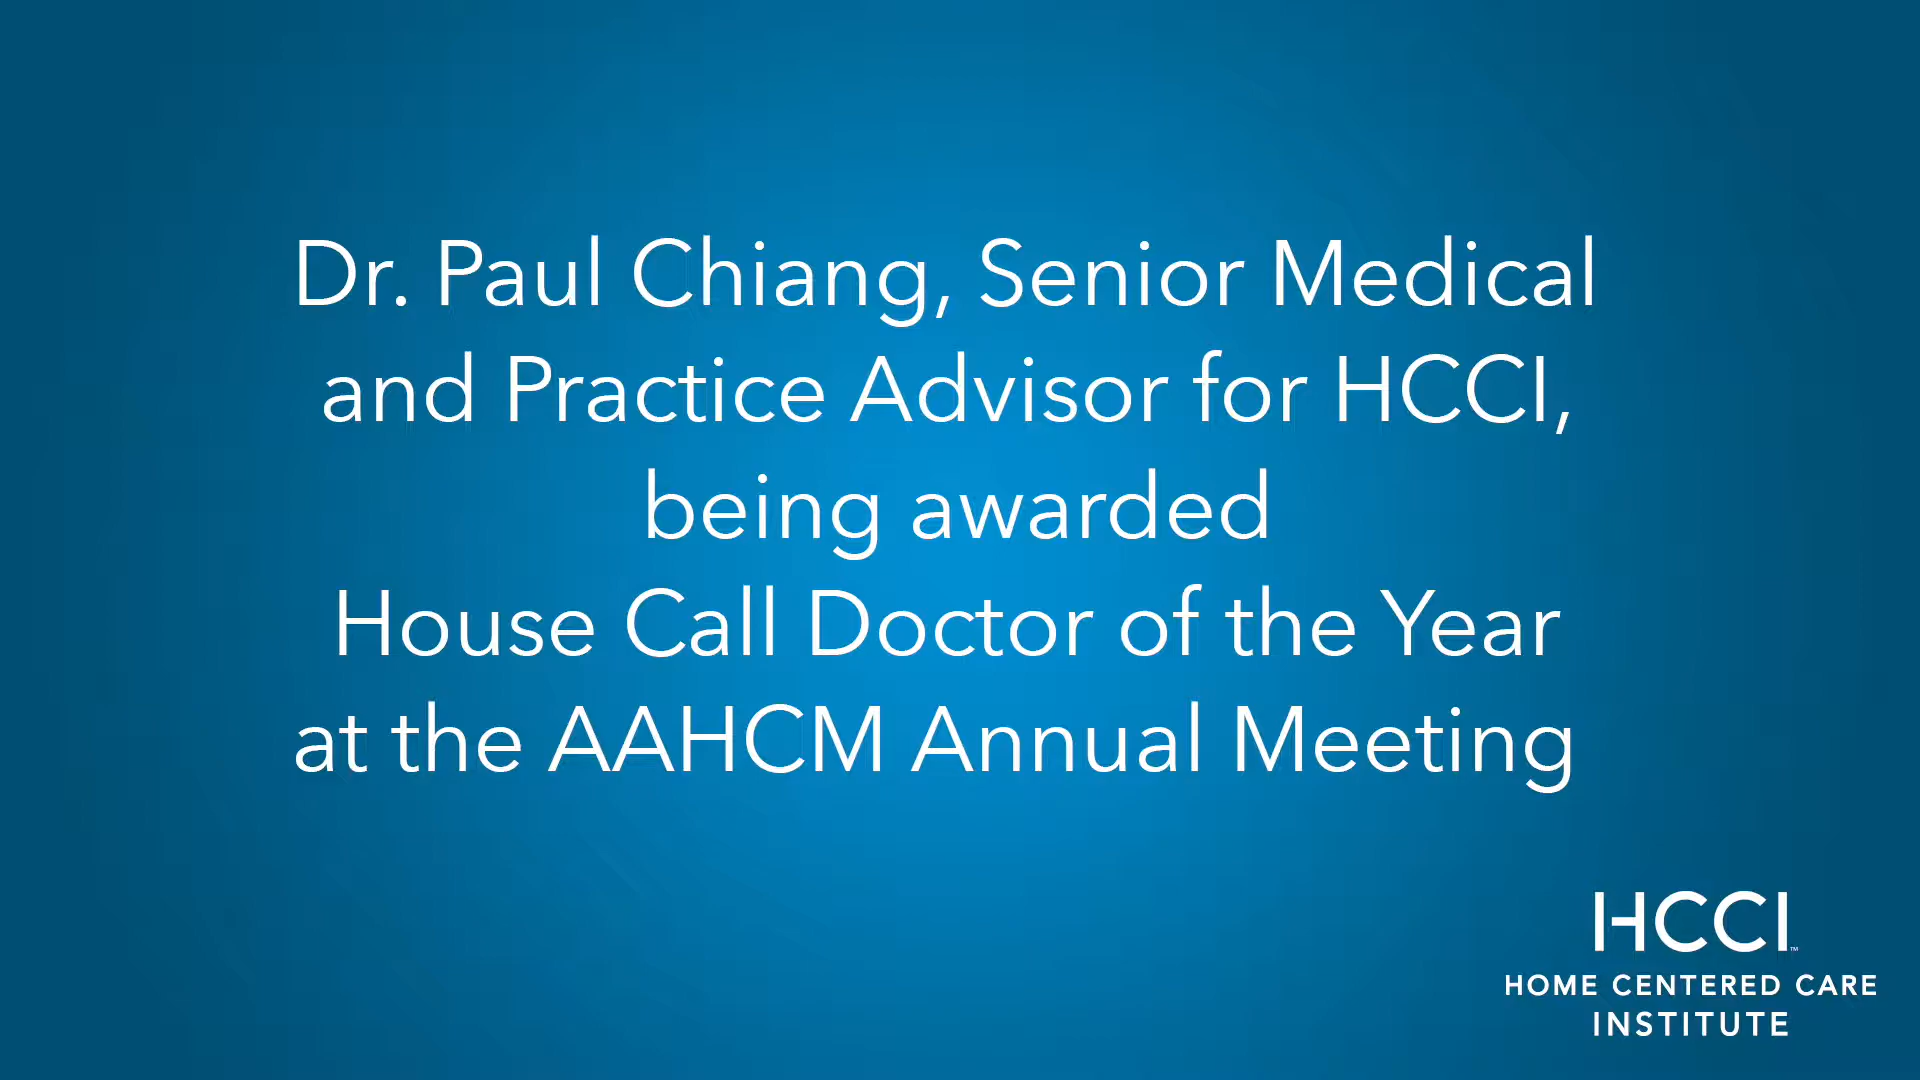 Dr. Paul Chiang, Senior Medical
and Practice Advisor for HCCI,
being awarded
House Call Doctor of the Year
at the AAHCM Annual Meeting
HCCI™
HOME CENTERED CARE
INSTITUTE